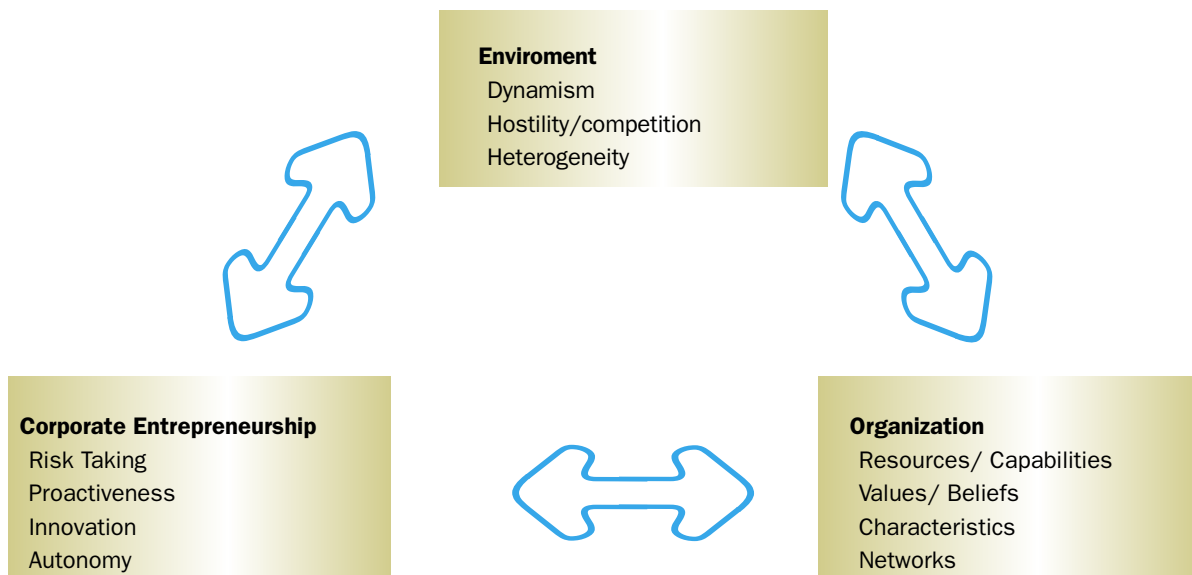 Enviroment
Dynamism
Hostility/competition
Heterogeneity
Corporate Entrepreneurship
Risk Taking
Proactiveness
Innovation
Autonomy
Organization
Resources/ Capabilities
Values/ Beliefs
Characteristics
Networks